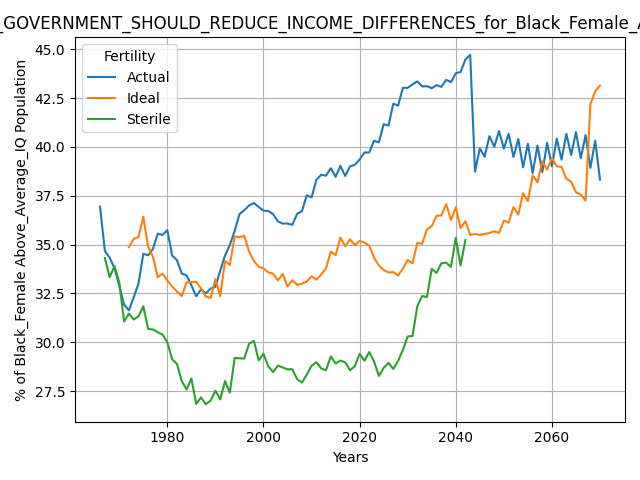 _GOVERNMENT_SHOULD_REDUCE_INCOME_DIFFERENCES_for_Black_Female_A
Fertility
Actual
Ideal
Sterile
% of Black_Female Above_Average_IQ Population
45.0
42.5
40.0
37.5
35.0
32.5
30.0
27.5
1980 2000 2020 2040 2060
Years